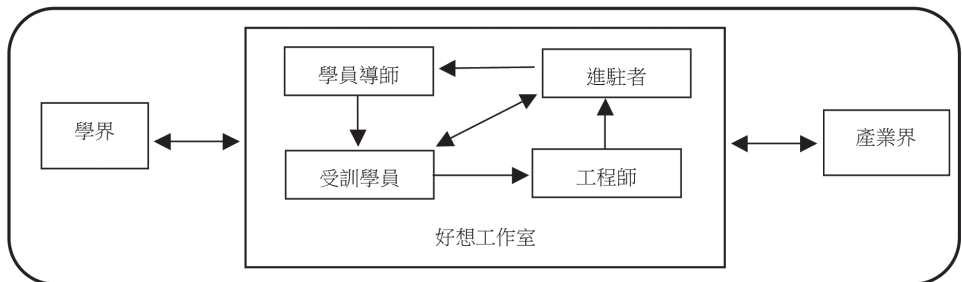 學員導師
進駐者
學界
產業界
受訓學員
工程師
好想工作室